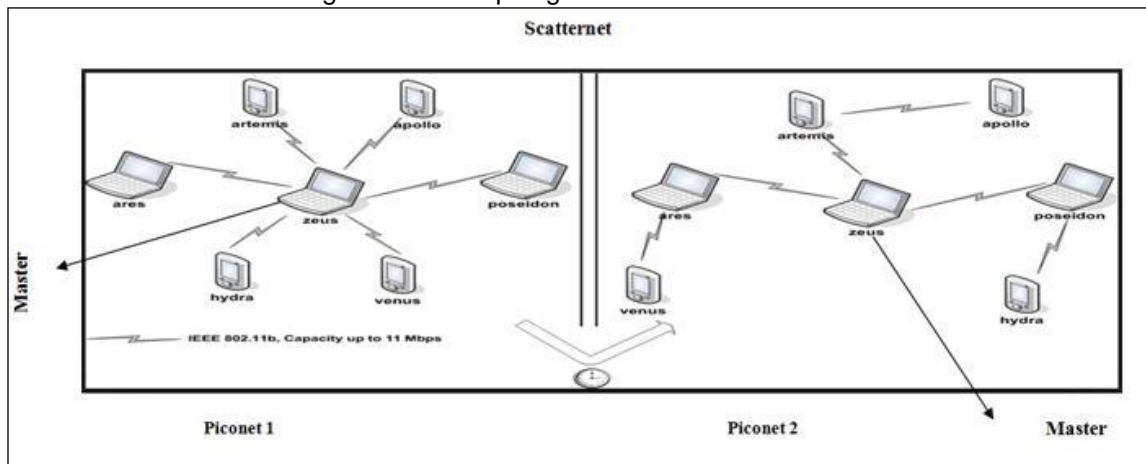 Scatternet
artemis
apollo
ares
zeus
poseidon
hydra
venus
IEEE 802.11b, Capacity up to 11 Mbps
Master
Piconet 1
artemis
apollo
ares
zeus
poseidon
venus
hydra
Piconet 2
Master